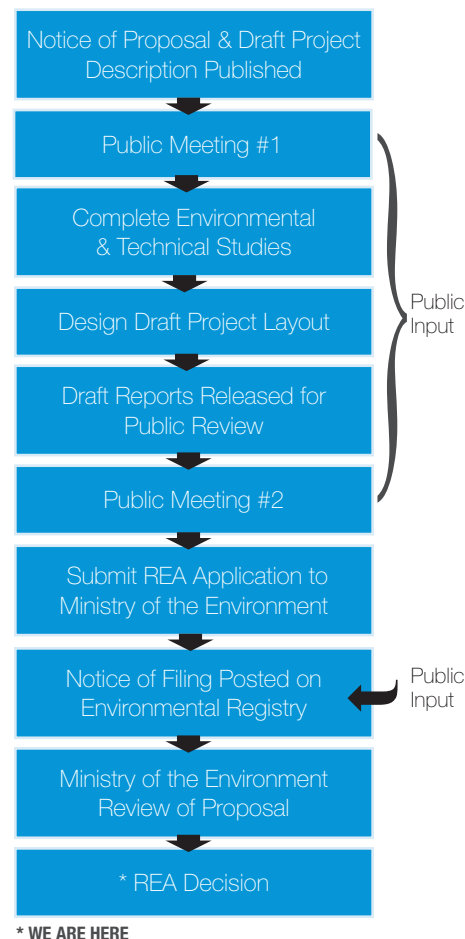 Notice of Proposal & Draft Project
Description Published
Public Meeting #1
Complete Environmental
& Technical Studies
Design Draft Project Layout
Draft Reports Released for
Public Review
Public Meeting #2
Public
Input
Submit REA Application to
Ministry of the Environment
Notice of Filing Posted on
Environmental Registry
Public
Input
Ministry of the Environment
Review of Proposal
* REA Decision
* WE ARE HERE